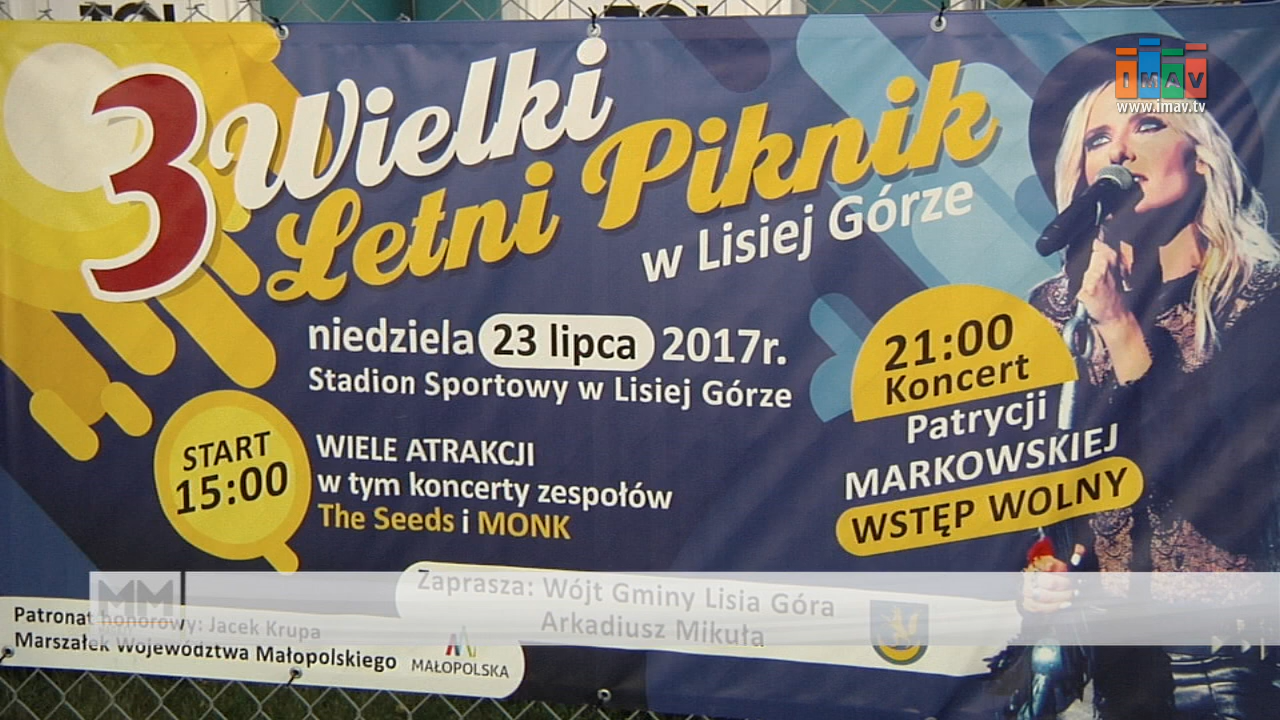 IMAV
www.imav.tv
3 Wielki
Letni Piknik
w Lisiej Górze
niedziela 23 lipca 2017r.
Stadion Sportowy w Lisiej Górze
START
15:00
WIELE ATRAKCJI
w tym koncerty zespołów
The Seeds i MONK
21:00
Koncert
Patrycji
MARKOWSKIEJ
WSTĘP WOLNY
Zaprasza: Wójt Gminy Lisia Góra
Arkadiusz Mikuła
MM
Patronat honorowy: Jacek Krupa
Marszałek Województwa Małopolskiego
MAŁOPOLSKA